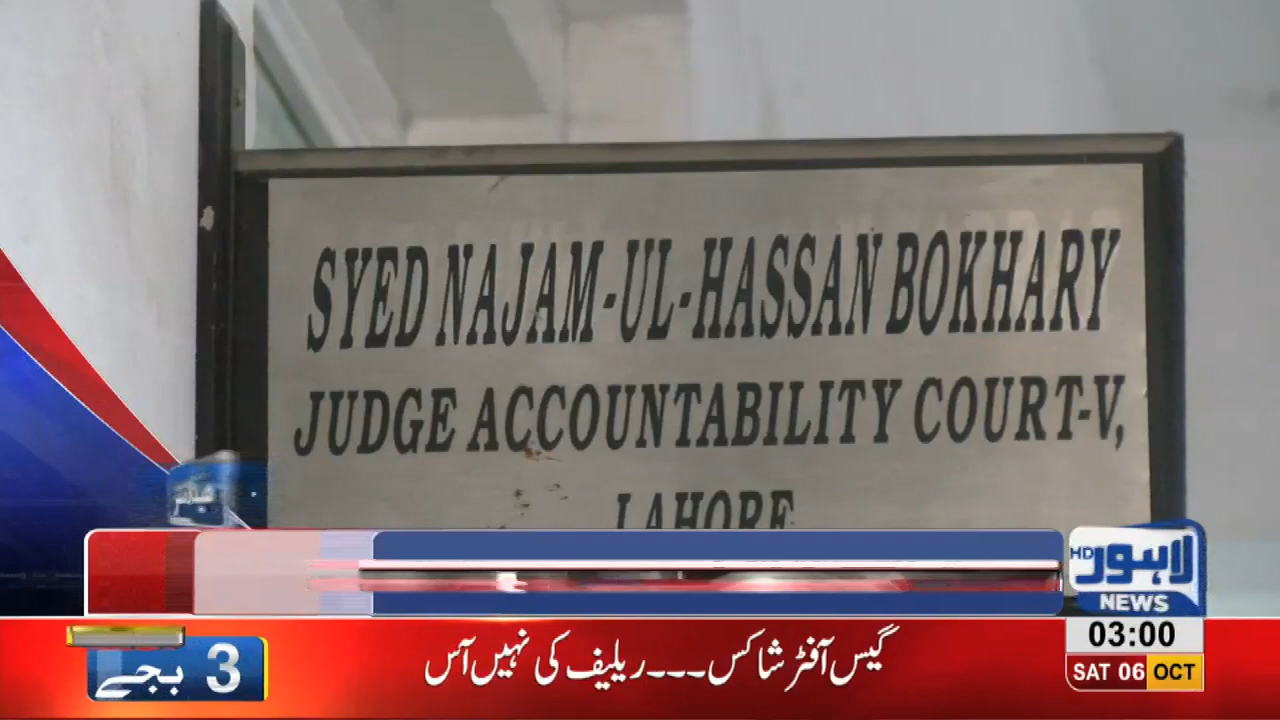 SYED NAJAM-UL-HASSAN BOKHARY
JUDGE ACCOUNTABILITY COURT-V,
LAHORE
HD لاہور
NEWS
03:00
SAT 06 OCT
3 بجے
گیس آفٹر شاکس۔۔۔ریلیف کی نہیں آس